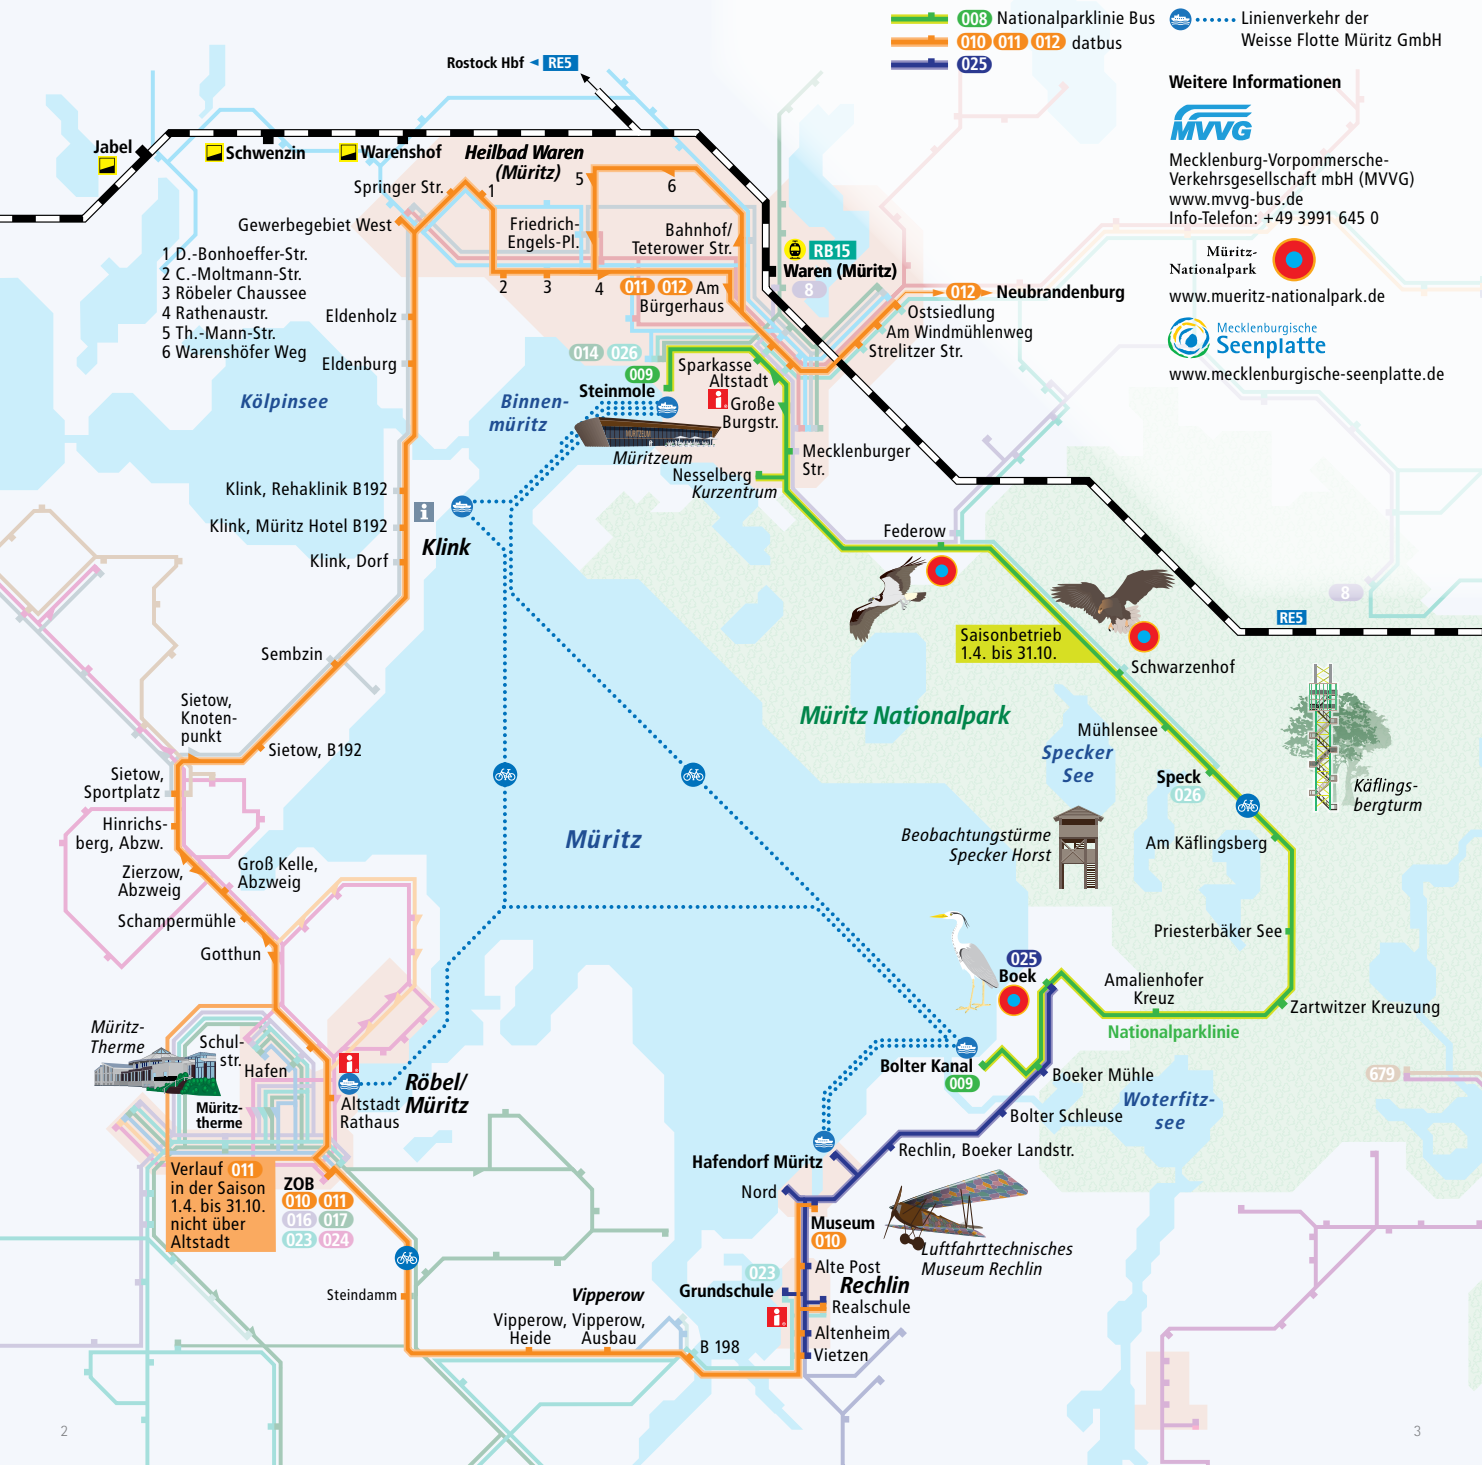 008 Nationalparklinie Bus
010 011 012 datbus
025
Linienverkehr der
Weisse Flotte Müritz GmbH
Weitere Informationen
MVVG
Mecklenburg-Vorpommersche-
Verkehrsgesellschaft mbH (MVVG)
www.mvvg-bus.de
Info-Telefon: +49 3991 645 0
Müritz-
Nationalpark
www.mueritz-nationalpark.de
Mecklenburgische
Seenplatte
www.mecklenburgische-seenplatte.de
Rostock Hbf RE5
Jabel
Schwenzin
Warenshof
Heilbad Waren
(Müritz)
Springer Str.
1
5
6
Gewerbegebiet West
Friedrich-
Engels-Pl.
Bahnhof/
Teterower Str.
RB15
Waren (Müritz)
8
1 D.-Bonhoeffer-Str.
2 C.-Moltmann-Str.
3 Röbeler Chaussee
4 Rathenaustr.
5 Th.-Mann-Str.
6 Warenshöfer Weg
2
3
4
011 012 Am
Bürgerhaus
012 Neubrandenburg
Ostsiedlung
Am Windmühlenweg
Strelitzer Str.
Eldenholz
Eldenburg
014 026
009
Steinmole
Sparkasse
Altstadt
i
Große
Burgstr.
Kölpinsee
Binnen-
müritz
MÜRITZEUM
Müritzeum
Mecklenburger
Str.
Nesselberg
Kurzentrum
Klink, Rehaklinik B192
Klink, Müritz Hotel B192
i
Klink
Klink, Dorf
Federow
8
RE5
Saisonbetrieb
1.4. bis 31.10.
Schwarzenhof
Sembzin
Müritz Nationalpark
Sietow,
Knoten-
punkt
Sietow, B192
Mühlensee
Specker
See
Speck
026
Sietow,
Sportplatz
Käflings-
bergturm
Hinrichs-
berg, Abzw.
Müritz
Beobachtungstürme
Specker Horst
Am Käflingsberg
Zierzow,
Abzweig
Groß Kelle,
Abzweig
Schampermühle
Gotthun
Priesterbäker See
025
Boek
Amalienhofer
Kreuz
Zartwitzer Kreuzung
Nationalparklinie
Müritz-
Therme
Schul-
str.
Hafen
i
Röbel/
Müritz
Altstadt
Rathaus
Müritz-
therme
Bolter Kanal
009
Boeker Mühle
679
Woterfitz-
see
Bolter Schleuse
Rechlin, Boeker Landstr.
Hafendorf Müritz
Nord
Verlauf 011
in der Saison
1.4. bis 31.10.
nicht über
Altstadt
ZOB
010 011
016 017
023 024
Museum
010
Luftfahrttechnisches
Museum Rechlin
Alte Post
023
Rechlin
Grundschule
Realschule
i
Altenheim
Vietzen
Steindamm
Vipperow
Vipperow,
Heide
Vipperow,
Ausbau
B 198
2
3